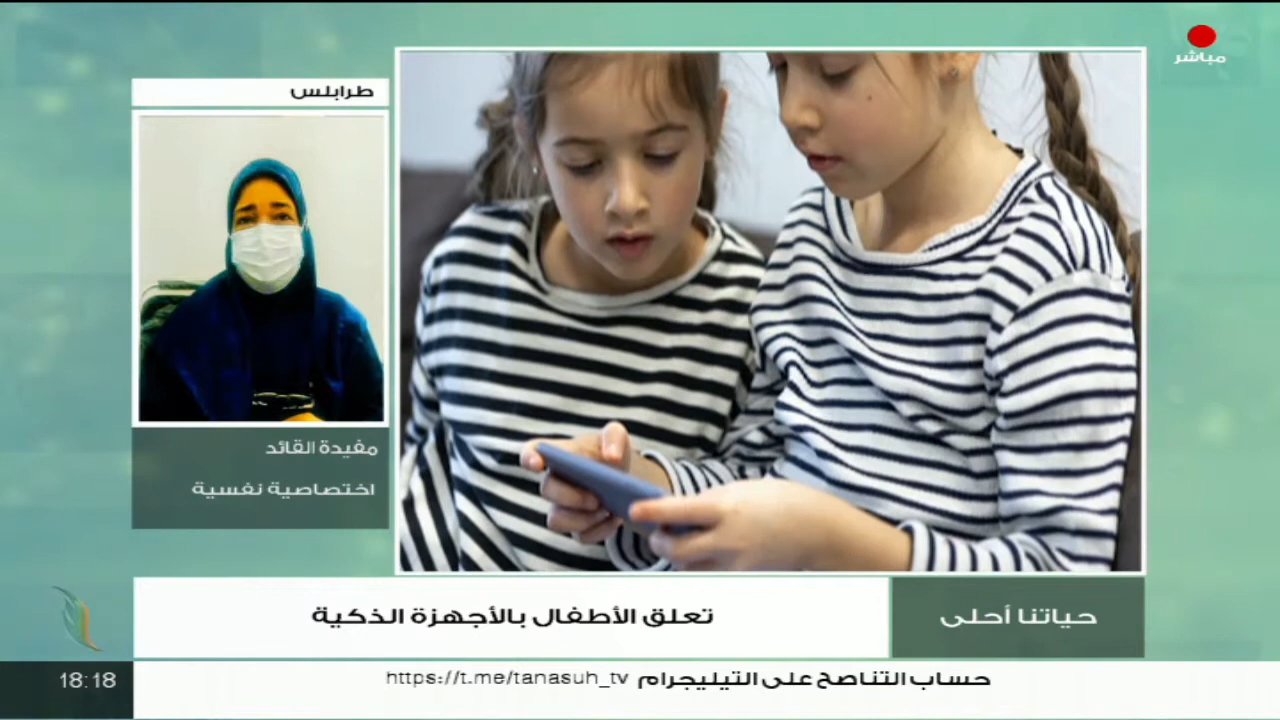 مباشر
طرابلس
مفيدة القائد
اختصاصية نفسية
حياتنا أحلى
تعلق الأطفال بالأجهزة الذكية
حساب التناصح على التيليجرام https://t.me/tanasuh_tv
18:18